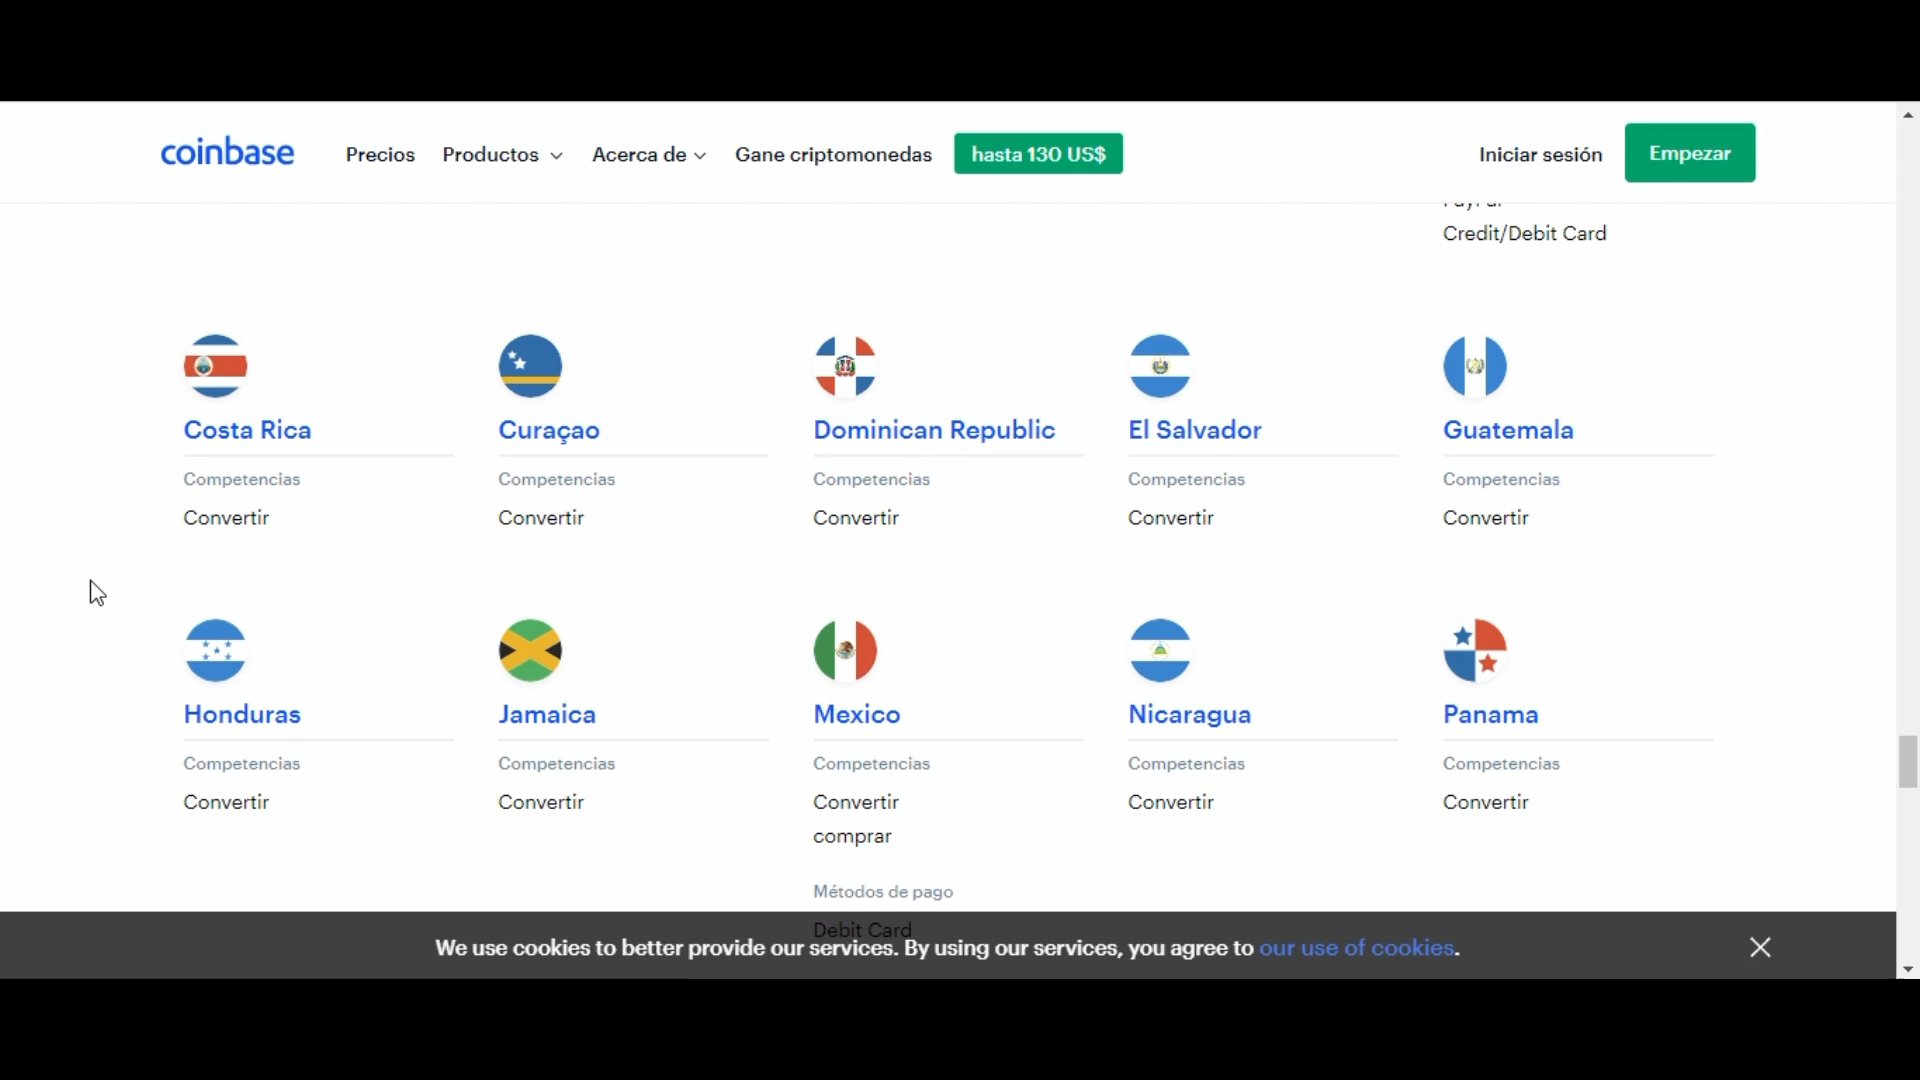 coinbase
Precios
Productos
Acerca de
Gane criptomonedas
hasta 130 US$
Iniciar sesión
Empezar
Credit/Debit Card
Costa Rica
Curaçao
Dominican Republic
El Salvador
Guatemala
Competencias
Competencias
Competencias
Competencias
Competencias
Convertir
Convertir
Convertir
Convertir
Convertir
Honduras
Jamaica
Mexico
Nicaragua
Panama
Competencias
Competencias
Competencias
Competencias
Competencias
Convertir
Convertir
Convertir
Convertir
Convertir
comprar
Métodos de pago
Debit Card
We use cookies to better provide our services. By using our services, you agree to our use of cookies.